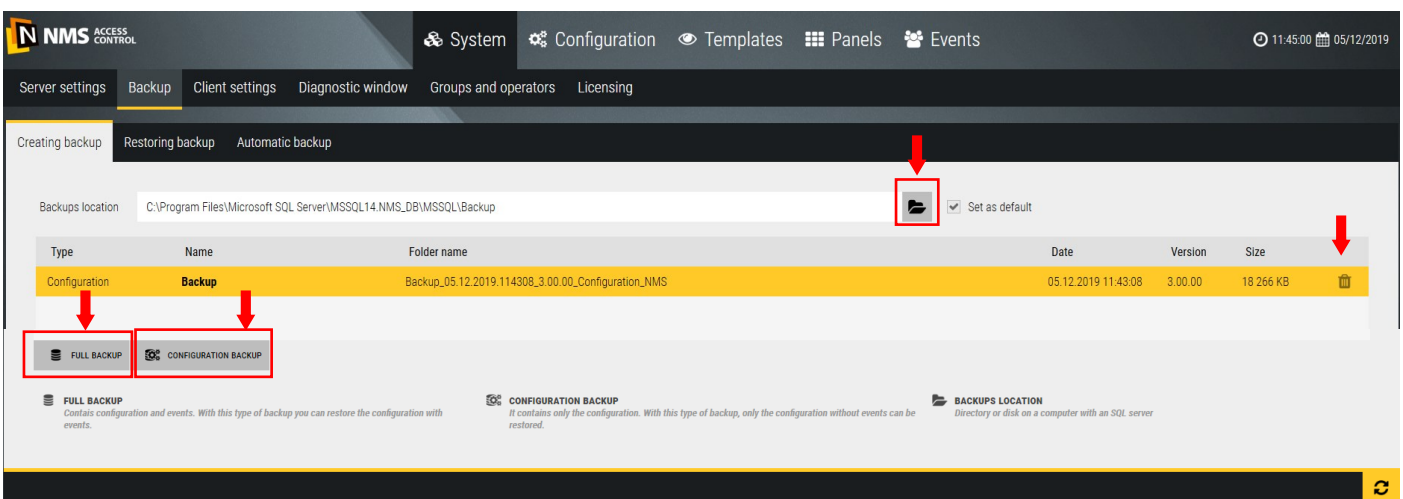 NMS ACCESS CONTROL
System Configuration Templates Panels Events
11:45:00 05/12/2019
Server settings Backup Client settings Diagnostic window Groups and operators Licensing
Creating backup Restoring backup Automatic backup
Backups location C:\Program Files\Microsoft SQL Server\MSSQL14.NMS_DB\MSSQL\Backup Set as default
Type Name Folder name Date Version Size
Configuration Backup Backup_05.12.2019.114308_3.00.00_Configuration_NMS 05.12.2019 11:43:08 3.00.00 18 266 KB
FULL BACKUP CONFIGURATION BACKUP
FULL BACKUP
Contais configuration and events. With this type of backup you can restore the configuration with
events.
CONFIGURATION BACKUP
It contains only the configuration. With this type of backup, only the configuration without events can be
restored.
BACKUPS LOCATION
Directory or disk on a computer with an SQL server